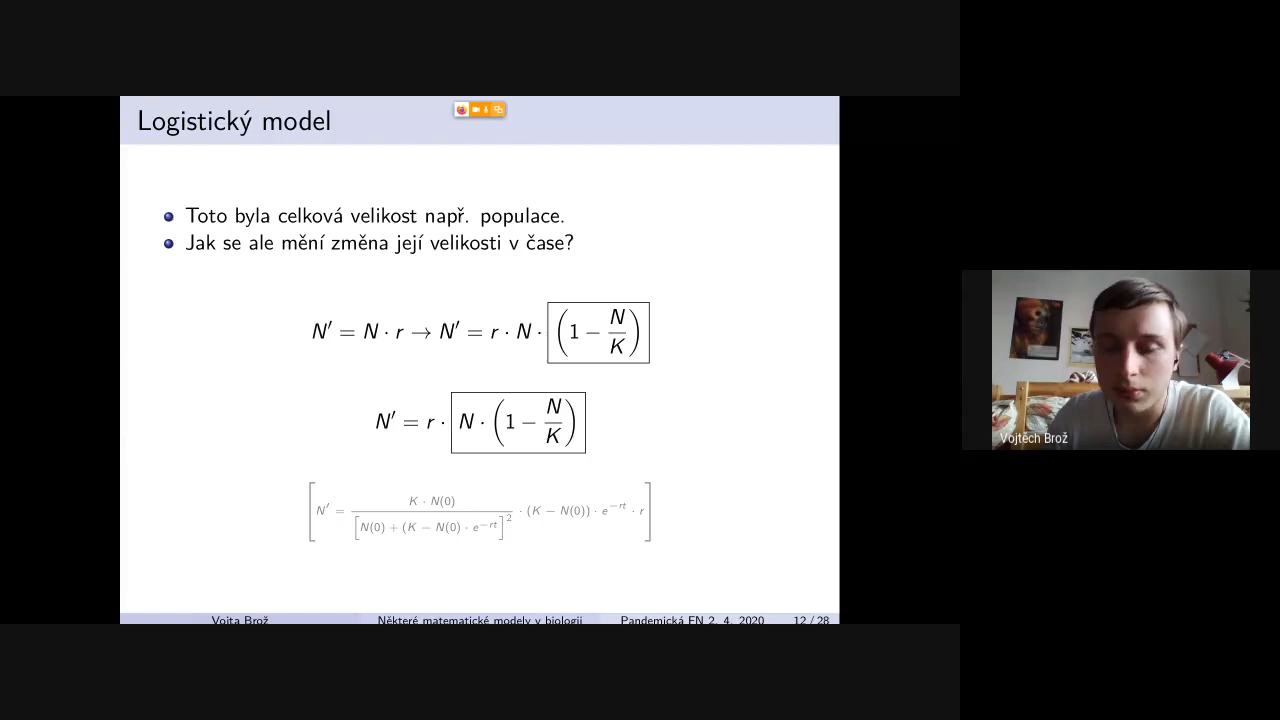 Logistický model
Toto byla celková velikost např. populace.
Jak se ale mění změna její velikosti v čase?
N′ = N · r → N′ = r · N · (1 − N/K)
N′ = r · N · (1 − N/K)
[N′ = K · N(0) / [N(0) + (K − N(0) · e^−rt]^2 · (K − N(0)) · e^−rt · r]
Vojta Brož Některé matematické modely v biologii Pandemická FN 2. 4. 2020 12 / 28
Vojtěch Brož